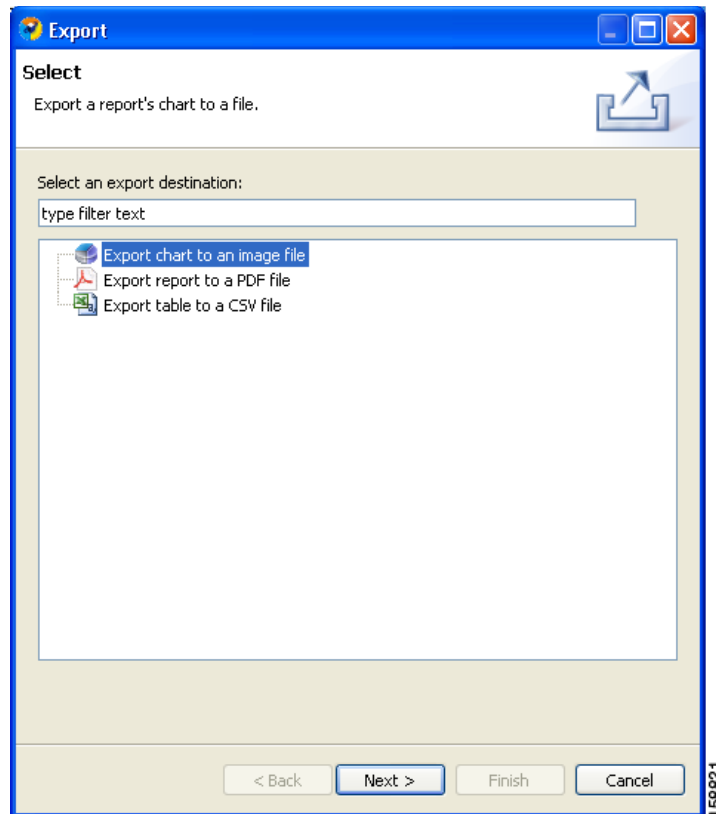 Export
Select
Export a report's chart to a file.
Select an export destination:
type filter text
Export chart to an image file
Export report to a PDF file
Export table to a CSV file
< Back
Next >
Finish
Cancel
158831